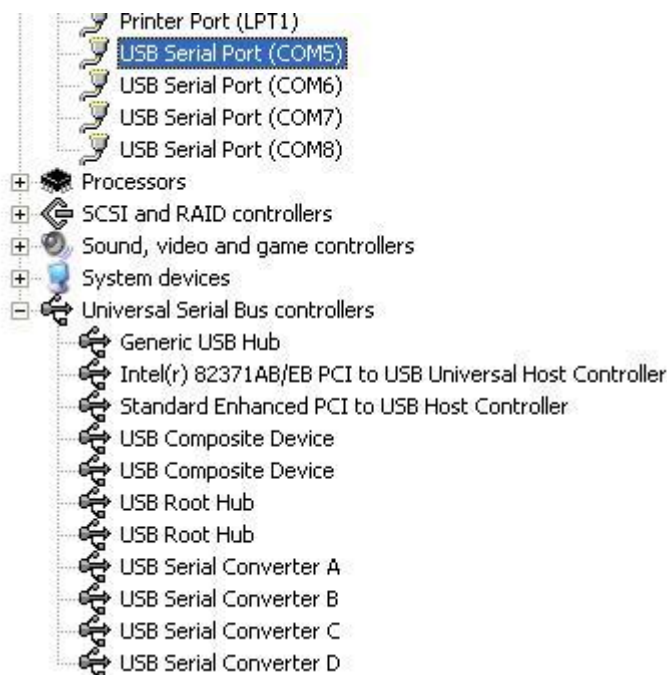 Printer Port (LPT1)
USB Serial Port (COM5)
USB Serial Port (COM6)
USB Serial Port (COM7)
USB Serial Port (COM8)
Processors
SCSI and RAID controllers
Sound, video and game controllers
System devices
Universal Serial Bus controllers
Generic USB Hub
Intel(r) 82371AB/EB PCI to USB Universal Host Controller
Standard Enhanced PCI to USB Host Controller
USB Composite Device
USB Composite Device
USB Root Hub
USB Root Hub
USB Serial Converter A
USB Serial Converter B
USB Serial Converter C
USB Serial Converter D